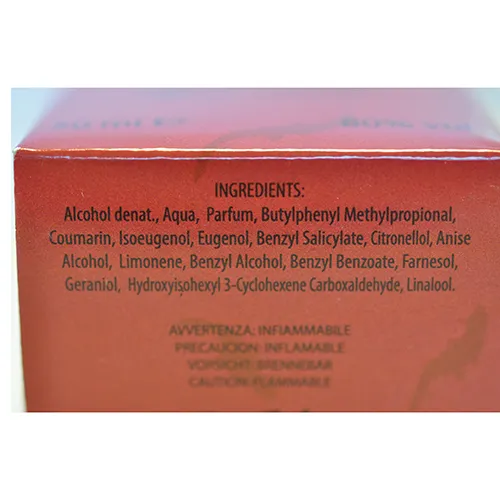 INGREDIENTS:
Alcohol denat., Aqua, Parfum, Butylphenyl Methylpropional,
Coumarin, Isoeugenol, Eugenol, Benzyl Salicylate, Citronellol, Anise
Alcohol, Limonene, Benzyl Alcohol, Benzyl Benzoate, Farnesol,
Geraniol, Hydroxyisohexyl 3-Cyclohexene Carboxaldehyde, Linalool.
AVVERTENZA: INFIAMMABILE
PRECAUCION: INFLAMABLE
VORSICHT: BRENNEBAR
CAUTION: FLAMMABLE